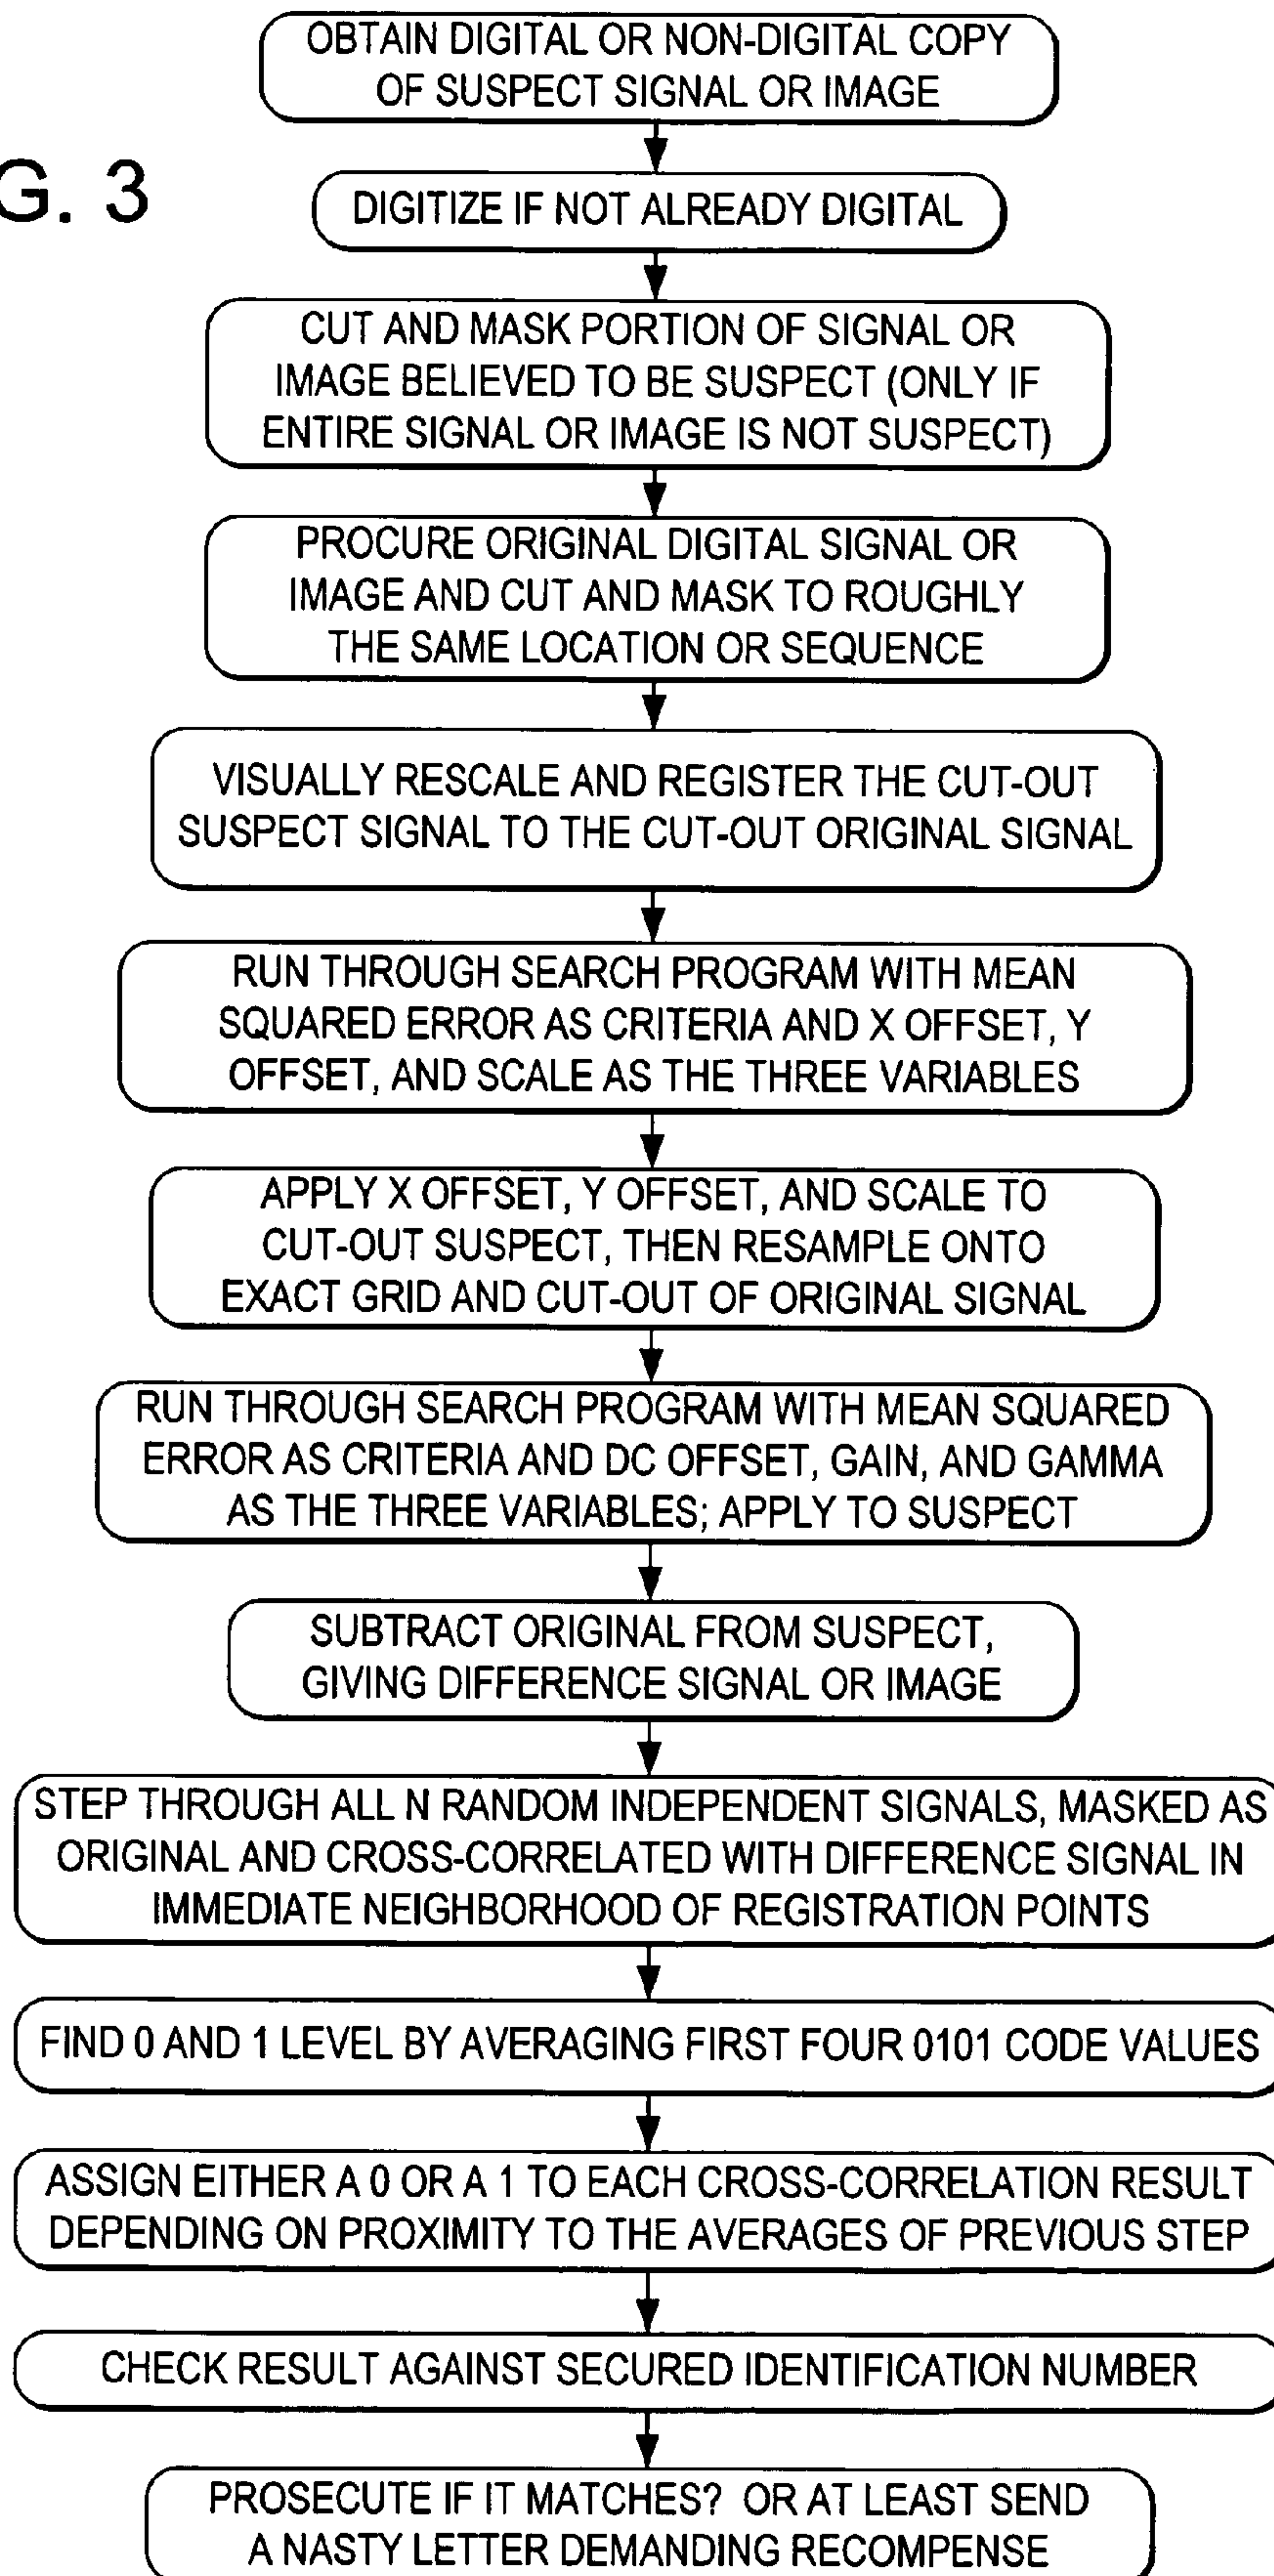 OBTAIN DIGITAL OR NON-DIGITAL COPY
OF SUSPECT SIGNAL OR IMAGE
G. 3
DIGITIZE IF NOT ALREADY DIGITAL
CUT AND MASK PORTION OF SIGNAL OR
IMAGE BELIEVED TO BE SUSPECT (ONLY IF
ENTIRE SIGNAL OR IMAGE IS NOT SUSPECT)
PROCURE ORIGINAL DIGITAL SIGNAL OR
IMAGE AND CUT AND MASK TO ROUGHLY
THE SAME LOCATION OR SEQUENCE
VISUALLY RESCALE AND REGISTER THE CUT-OUT
SUSPECT SIGNAL TO THE CUT-OUT ORIGINAL SIGNAL
RUN THROUGH SEARCH PROGRAM WITH MEAN
SQUARED ERROR AS CRITERIA AND X OFFSET, Y
OFFSET, AND SCALE AS THE THREE VARIABLES
APPLY X OFFSET, Y OFFSET, AND SCALE TO
CUT-OUT SUSPECT, THEN RESAMPLE ONTO
EXACT GRID AND CUT-OUT OF ORIGINAL SIGNAL
RUN THROUGH SEARCH PROGRAM WITH MEAN SQUARED
ERROR AS CRITERIA AND DC OFFSET, GAIN, AND GAMMA
AS THE THREE VARIABLES; APPLY TO SUSPECT
SUBTRACT ORIGINAL FROM SUSPECT,
GIVING DIFFERENCE SIGNAL OR IMAGE
STEP THROUGH ALL N RANDOM INDEPENDENT SIGNALS, MASKED AS
ORIGINAL AND CROSS-CORRELATED WITH DIFFERENCE SIGNAL IN
IMMEDIATE NEIGHBORHOOD OF REGISTRATION POINTS
FIND 0 AND 1 LEVEL BY AVERAGING FIRST FOUR 0101 CODE VALUES
ASSIGN EITHER A 0 OR A 1 TO EACH CROSS-CORRELATION RESULT
DEPENDING ON PROXIMITY TO THE AVERAGES OF PREVIOUS STEP
CHECK RESULT AGAINST SECURED IDENTIFICATION NUMBER
PROSECUTE IF IT MATCHES? OR AT LEAST SEND
A NASTY LETTER DEMANDING RECOMPENSE